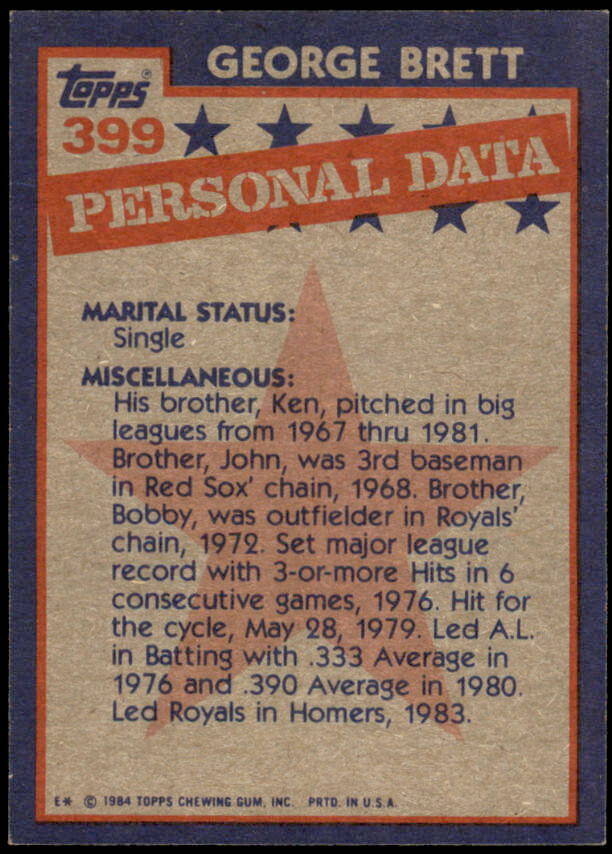 GEORGE BRETT
topps®
399
PERSONAL DATA
MARITAL STATUS:
Single
MISCELLANEOUS:
His brother, Ken, pitched in big
leagues from 1967 thru 1981.
Brother, John, was 3rd baseman
in Red Sox' chain, 1968. Brother,
Bobby, was outfielder in Royals'
chain, 1972. Set major league
record with 3-or-more Hits in 6
consecutive games, 1976. Hit for
the cycle, May 28, 1979. Led A.L.
in Batting with .333 Average in
1976 and .390 Average in 1980.
Led Royals in Homers, 1983.
E* © 1984 TOPPS CHEWING GUM, INC. PRTD. IN U.S.A.